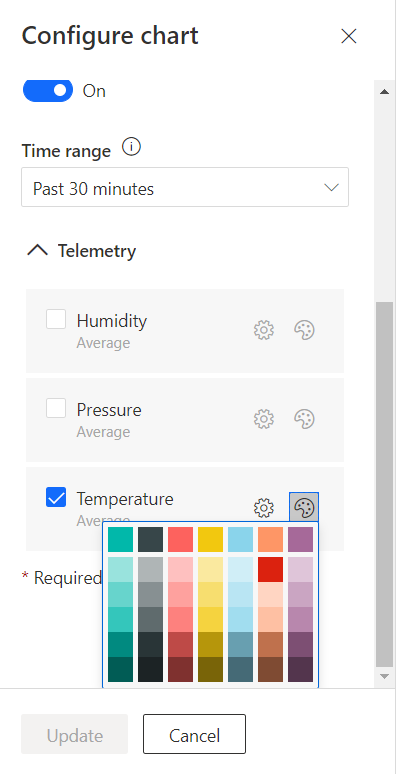 Configure chart
On
Time range
Past 30 minutes
Telemetry
Humidity
Average
Pressure
Average
Temperature
Average
* Required
Update
Cancel